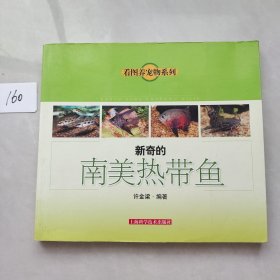 看图养宠物系列
160
新奇的
南美热带鱼
许金梁·编著
上海科学技术出版社